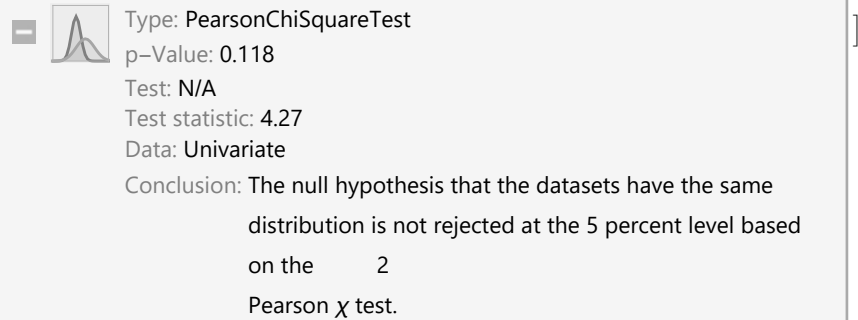 Type: PearsonChiSquareTest
p−Value: 0.118
Test: N/A
Test statistic: 4.27
Data: Univariate
Conclusion: The null hypothesis that the datasets have the same
distribution is not rejected at the 5 percent level based
on the 2
Pearson χ test.
]